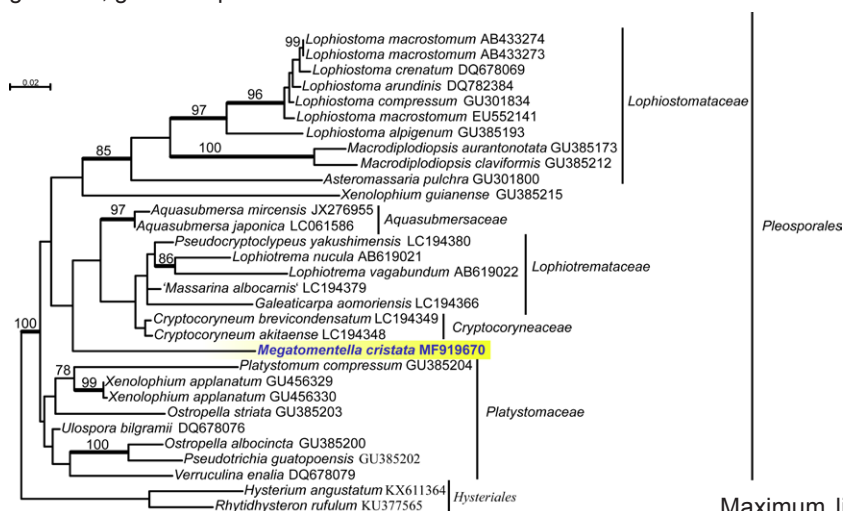 0.02
99 Lophiostoma macrostomum AB433274
Lophiostoma macrostomum AB433273
Lophiostoma crenatum DQ678069
Lophiostoma arundinis DQ782384
96 Lophiostoma compressum GU301834
Lophiostoma macrostomum EU552141
97 Lophiostoma alpigenum GU385193
Lophiostomataceae
Macrodiplodiopsis aurantonotata GU385173
100 Macrodiplodiopsis claviformis GU385212
85 Asteromassaria pulchra GU301800
Xenolophium guianense GU385215
97 Aquasubmersa mircensis JX276955
Aquasubmersa japonica LC061586
Aquasubmersaceae
Pseudocryptoclypeus yakushimensis LC194380
86 Lophiotrema nucula AB619021
Lophiotrema vagabundum AB619022
Lophiotremataceae
'Massarina albocarnis' LC194379
Galeaticarpa aomoriensis LC194366
Cryptocoryneum brevicondensatum LC194349
Cryptocoryneum akitaense LC194348
Cryptocoryneaceae
100
Megatomentella cristata MF919670
78 Platystomum compressum GU385204
99 Xenolophium applanatum GU456329
Xenolophium applanatum GU456330
Ostropella striata GU385203
Platystomaceae
Ulospora bilgramii DQ678076
100 Ostropella albocincta GU385200
Pseudotrichia guatopoensis GU385202
Verruculina enalia DQ678079
Pleosporales
Hysterium angustatum KX611364
Rhytidhysteron rufulum KU377565
Hysteriales
Maximum li